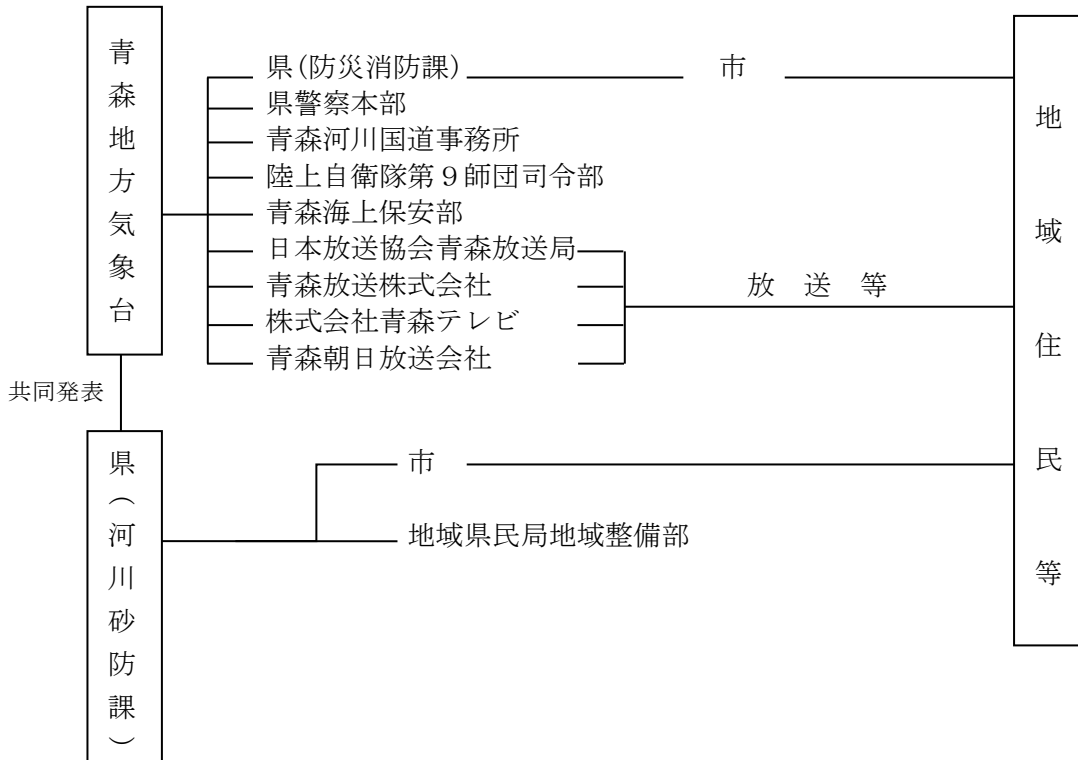 青森地方気象台
県(防災消防課)
市
県警察本部
青森河川国道事務所
陸上自衛隊第9師団司令部
青森海上保安部
日本放送協会青森放送局
青森放送株式会社
株式会社青森テレビ
青森朝日放送会社
放送等
地域住民等
共同発表
県(河川砂防課)
市
地域県民局地域整備部